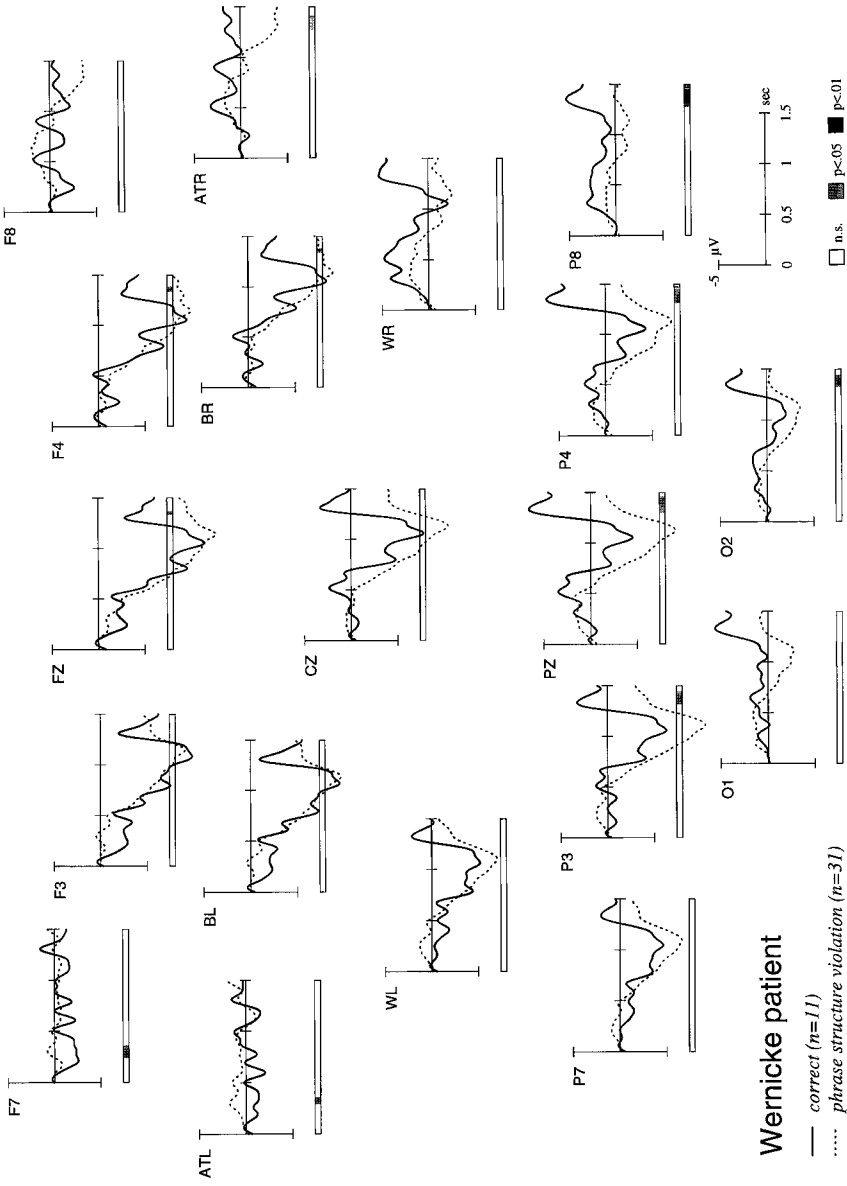 F7
F3
FZ
F4
F8
ATL
BL
BR
ATR
CZ
WL
WR
P7
P3
PZ
P4
P8
O1
O2
Wernicke patient
correct (n=11)
phrase structure violation (n=31)
-5 μV
0 0.5 1 1.5 sec
n.s. p<.05 p<.01